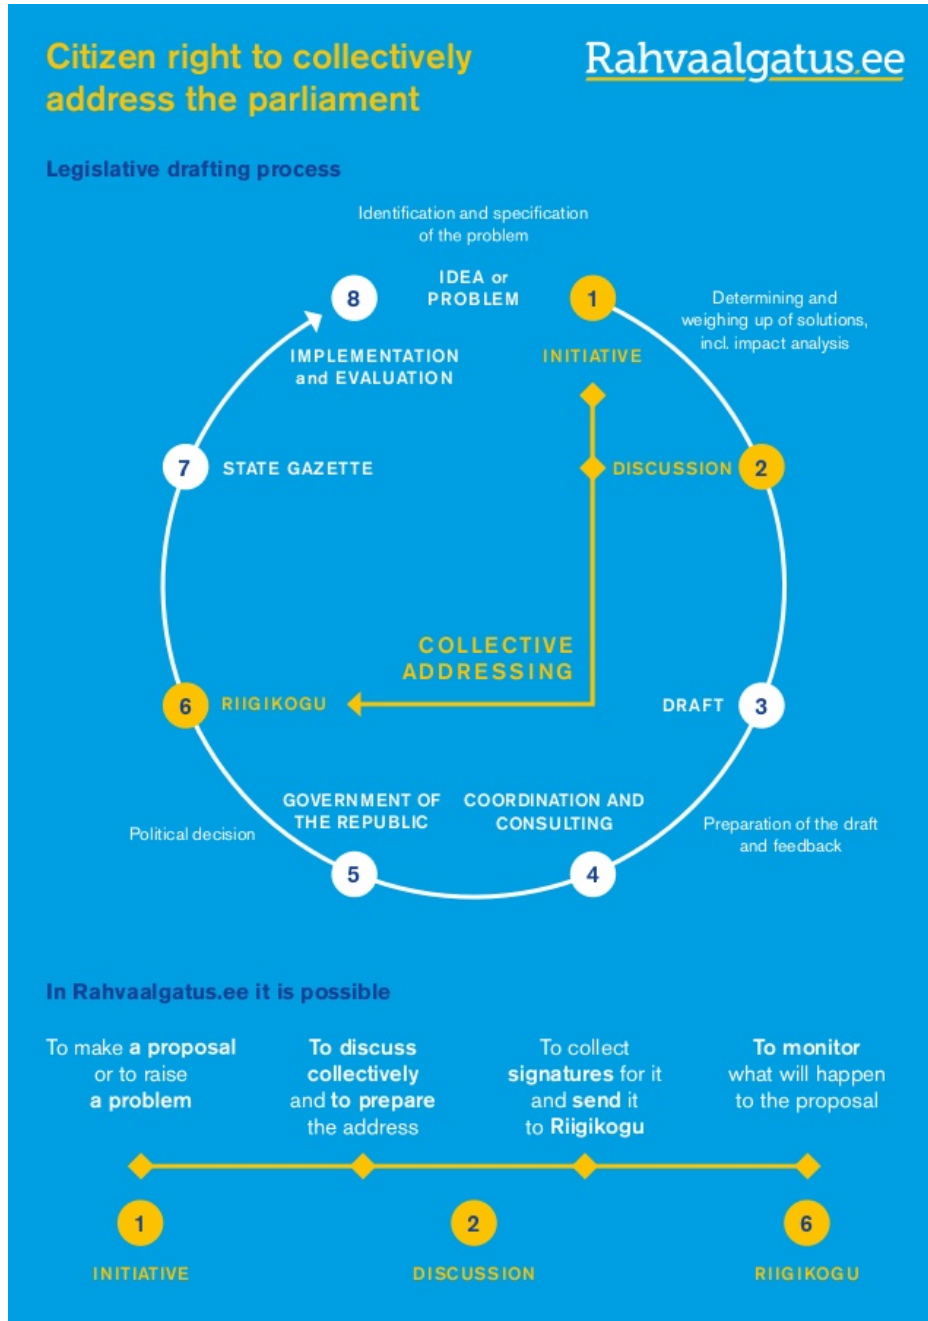 Citizen right to collectively
address the parliament
Rahvaalgatus.ee
Legislative drafting process
Identification and specification
of the problem
IDEA or
PROBLEM
8
1
Determining and
weighing up of solutions,
incl. impact analysis
IMPLEMENTATION
and EVALUATION
INITIATIVE
7
STATE GAZETTE
DISCUSSION
2
COLLECTIVE
ADDRESSING
6
RIIGIKOGU
DRAFT
3
GOVERNMENT OF
THE REPUBLIC
COORDINATION AND
CONSULTING
Political decision
Preparation of the draft
and feedback
5
4
In Rahvaalgatus.ee it is possible
To make a proposal
or to raise
a problem
To discuss
collectively
and to prepare
the address
To collect
signatures for it
and send it
to Riigikogu
To monitor
what will happen
to the proposal
1
2
6
INITIATIVE
DISCUSSION
RIIGIKOGU